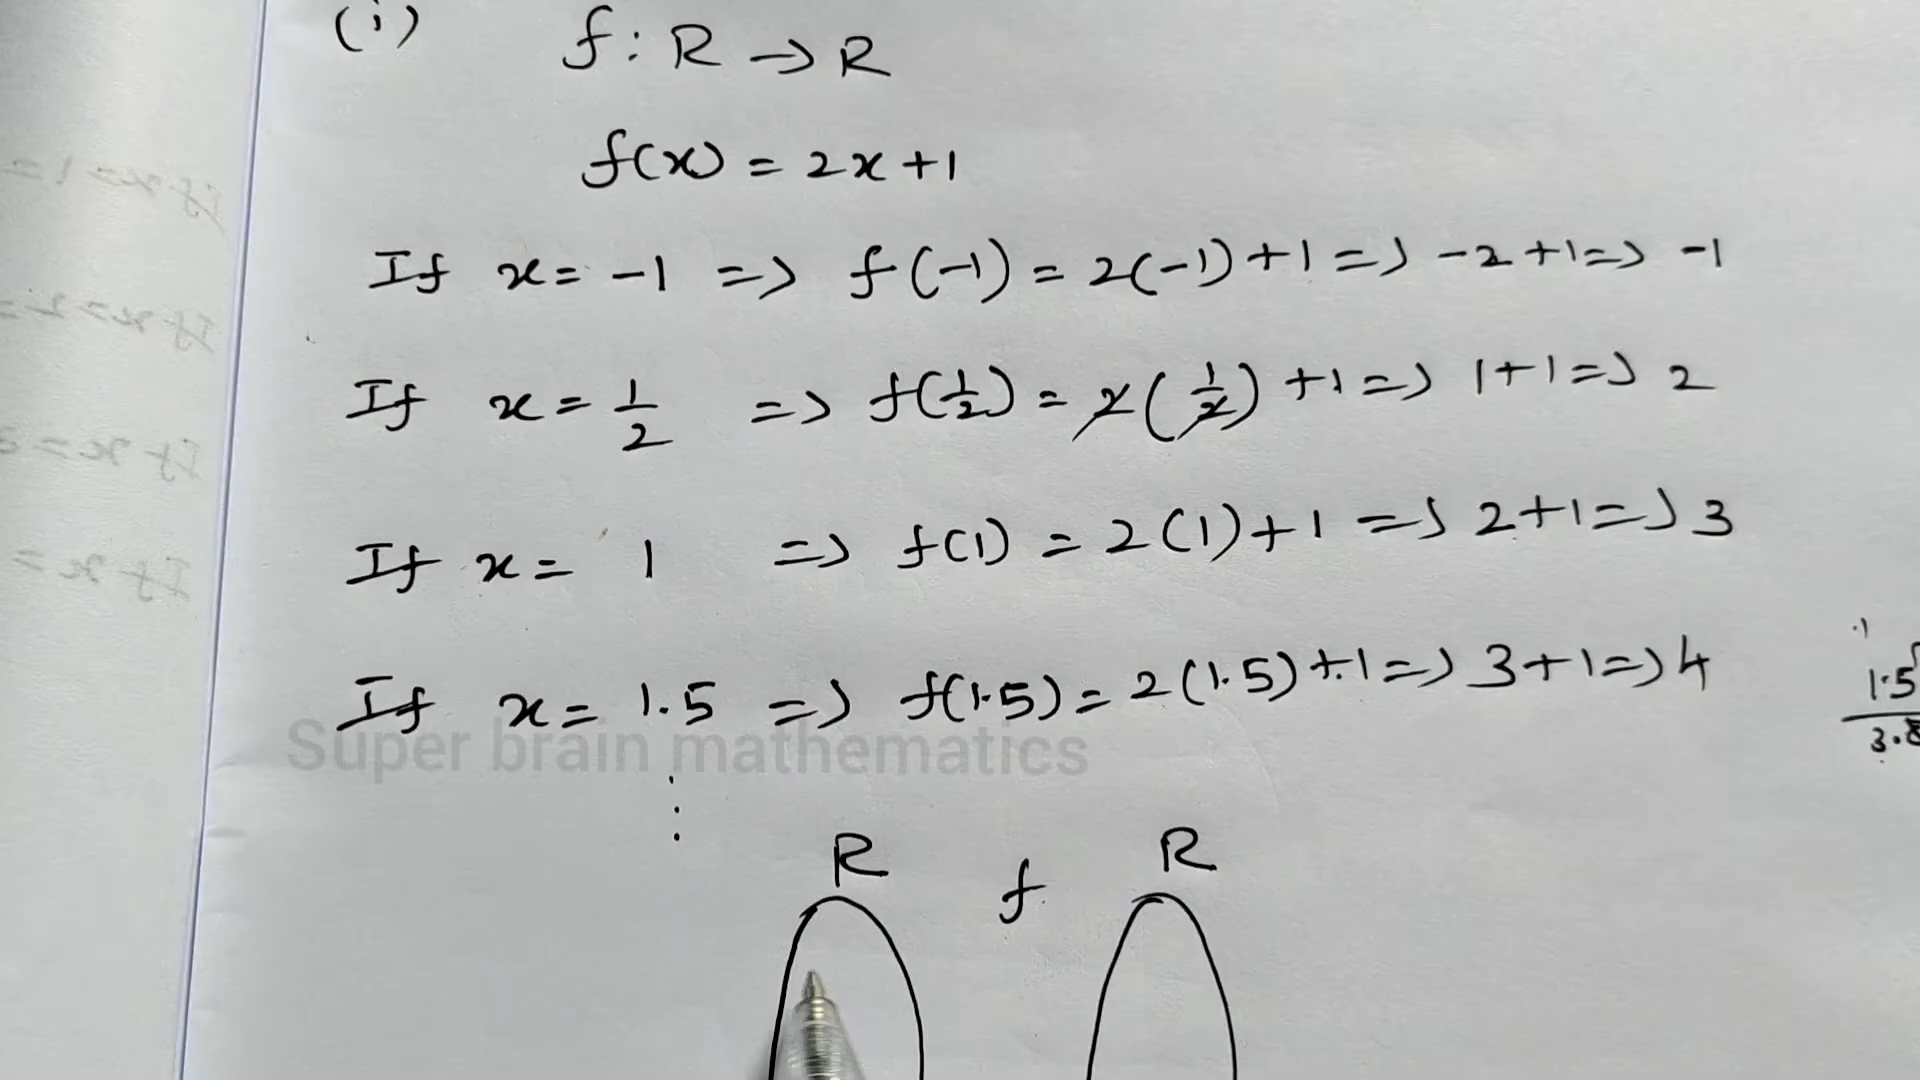 (i) f : R → R
f(x) = 2x + 1
If x = -1 => f(-1) = 2(-1) + 1 => -2 + 1 => -1
If x = 1/2 => f(1/2) = 2(1/2) + 1 => 1 + 1 => 2
If x = 1 => f(1) = 2(1) + 1 => 2 + 1 => 3
If x = 1.5 => f(1.5) = 2(1.5) + 1 => 3 + 1 => 4
1.5
Super brain mathematics
⋮
R f R